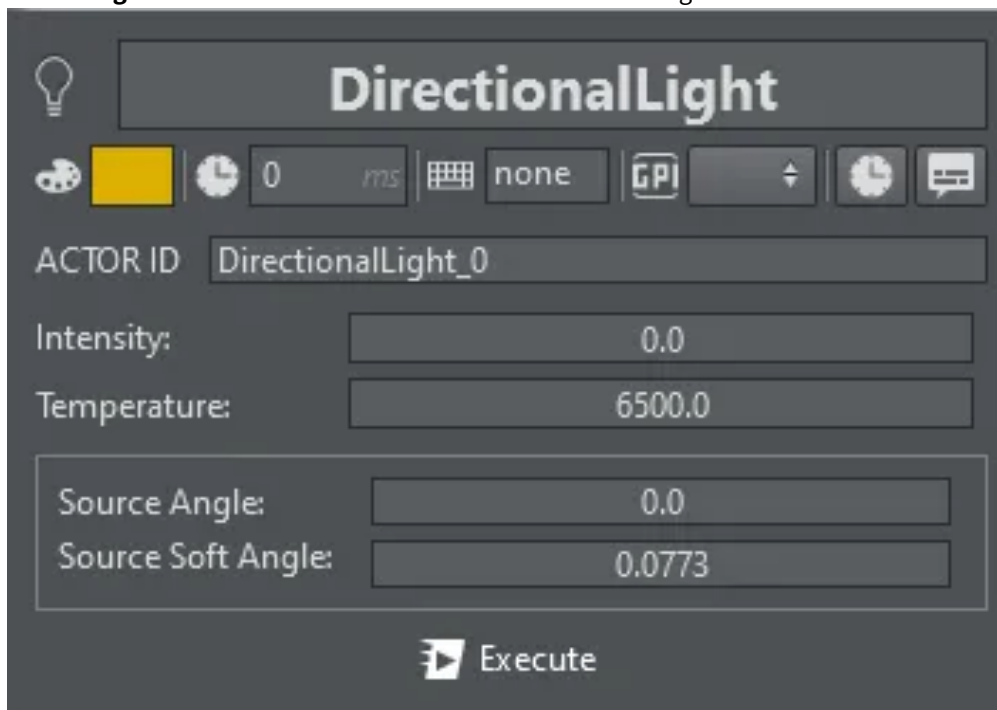 DirectionalLight
0 ms none GPI
ACTOR ID DirectionalLight_0
Intensity: 0.0
Temperature: 6500.0
Source Angle: 0.0
Source Soft Angle: 0.0773
Execute